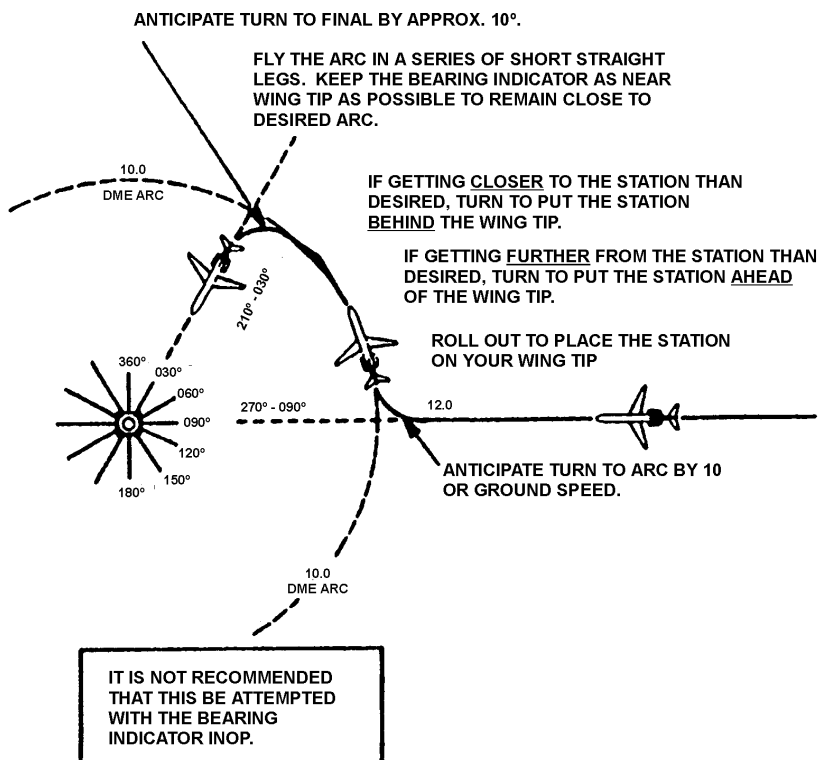 ANTICIPATE TURN TO FINAL BY APPROX. 10º.
FLY THE ARC IN A SERIES OF SHORT STRAIGHT
LEGS. KEEP THE BEARING INDICATOR AS NEAR
WING TIP AS POSSIBLE TO REMAIN CLOSE TO
DESIRED ARC.
10.0
DME ARC
IF GETTING CLOSER TO THE STATION THAN
DESIRED, TURN TO PUT THE STATION
BEHIND THE WING TIP.
IF GETTING FURTHER FROM THE STATION THAN
DESIRED, TURN TO PUT THE STATION AHEAD
OF THE WING TIP.
210º - 030º
ROLL OUT TO PLACE THE STATION
ON YOUR WING TIP
360º
030º
060º
090º
120º
150º
180º
270º - 090º
12.0
ANTICIPATE TURN TO ARC BY 10
OR GROUND SPEED.
10.0
DME ARC
IT IS NOT RECOMMENDED
THAT THIS BE ATTEMPTED
WITH THE BEARING
INDICATOR INOP.